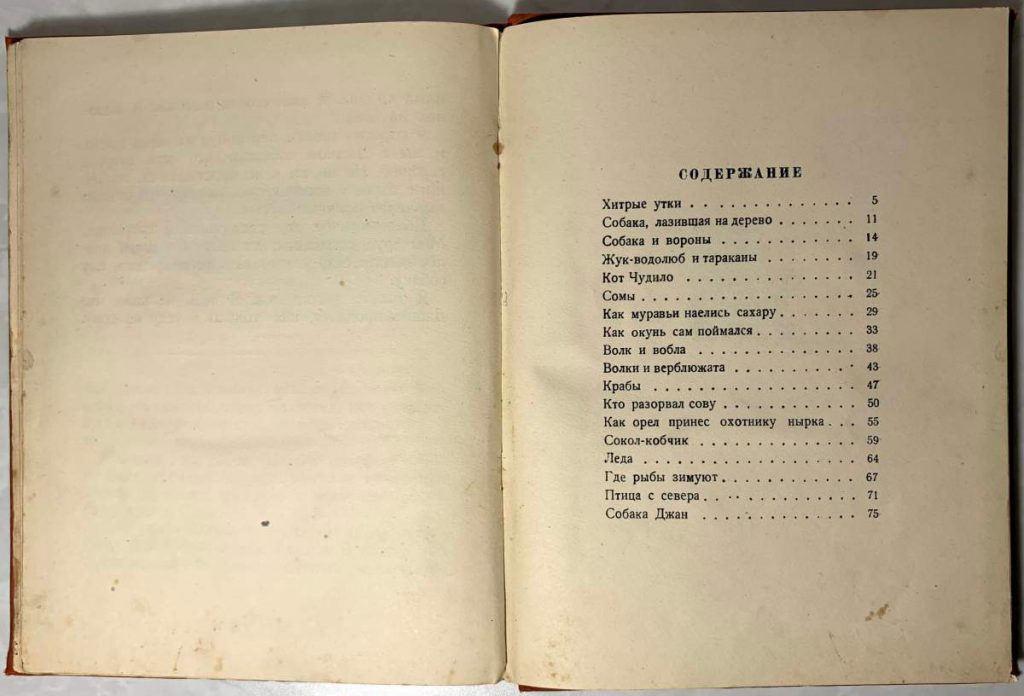 СОДЕРЖАНИЕ
Хитрые утки . . . . . . . . . . . . . . 5
Собака, лазившая на дерево . . . . . . . 11
Собака и вороны . . . . . . . . . . . . 14
Жук-водолюб и тараканы . . . . . . . . 19
Кот Чудило . . . . . . . . . . . . . . 21
Сомы . . . . . . . . . . . . . . . . . . 25
Как муравьи наелись сахару . . . . . . . 29
Как окунь сам поймался . . . . . . . . . 33
Волк и вобла . . . . . . . . . . . . . . 38
Волки и верблюжата . . . . . . . . . . . 43
Крабы . . . . . . . . . . . . . . . . . 47
Кто разорвал сову . . . . . . . . . . . . 50
Как орел принес охотнику нырка . . . 55
Сокол-кобчик . . . . . . . . . . . . . . 59
Леда . . . . . . . . . . . . . . . . . . 64
Где рыбы зимуют . . . . . . . . . . . . 67
Птица с севера . . . . . . . . . . . . . 71
Собака Джан . . . . . . . . . . . . . . 75